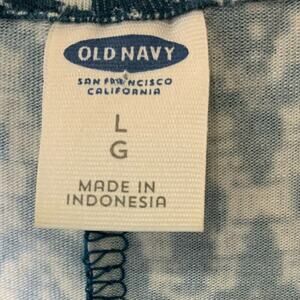 OLD NAVY
SAN FRANCISCO
CALIFORNIA
L
G
MADE IN
INDONESIA